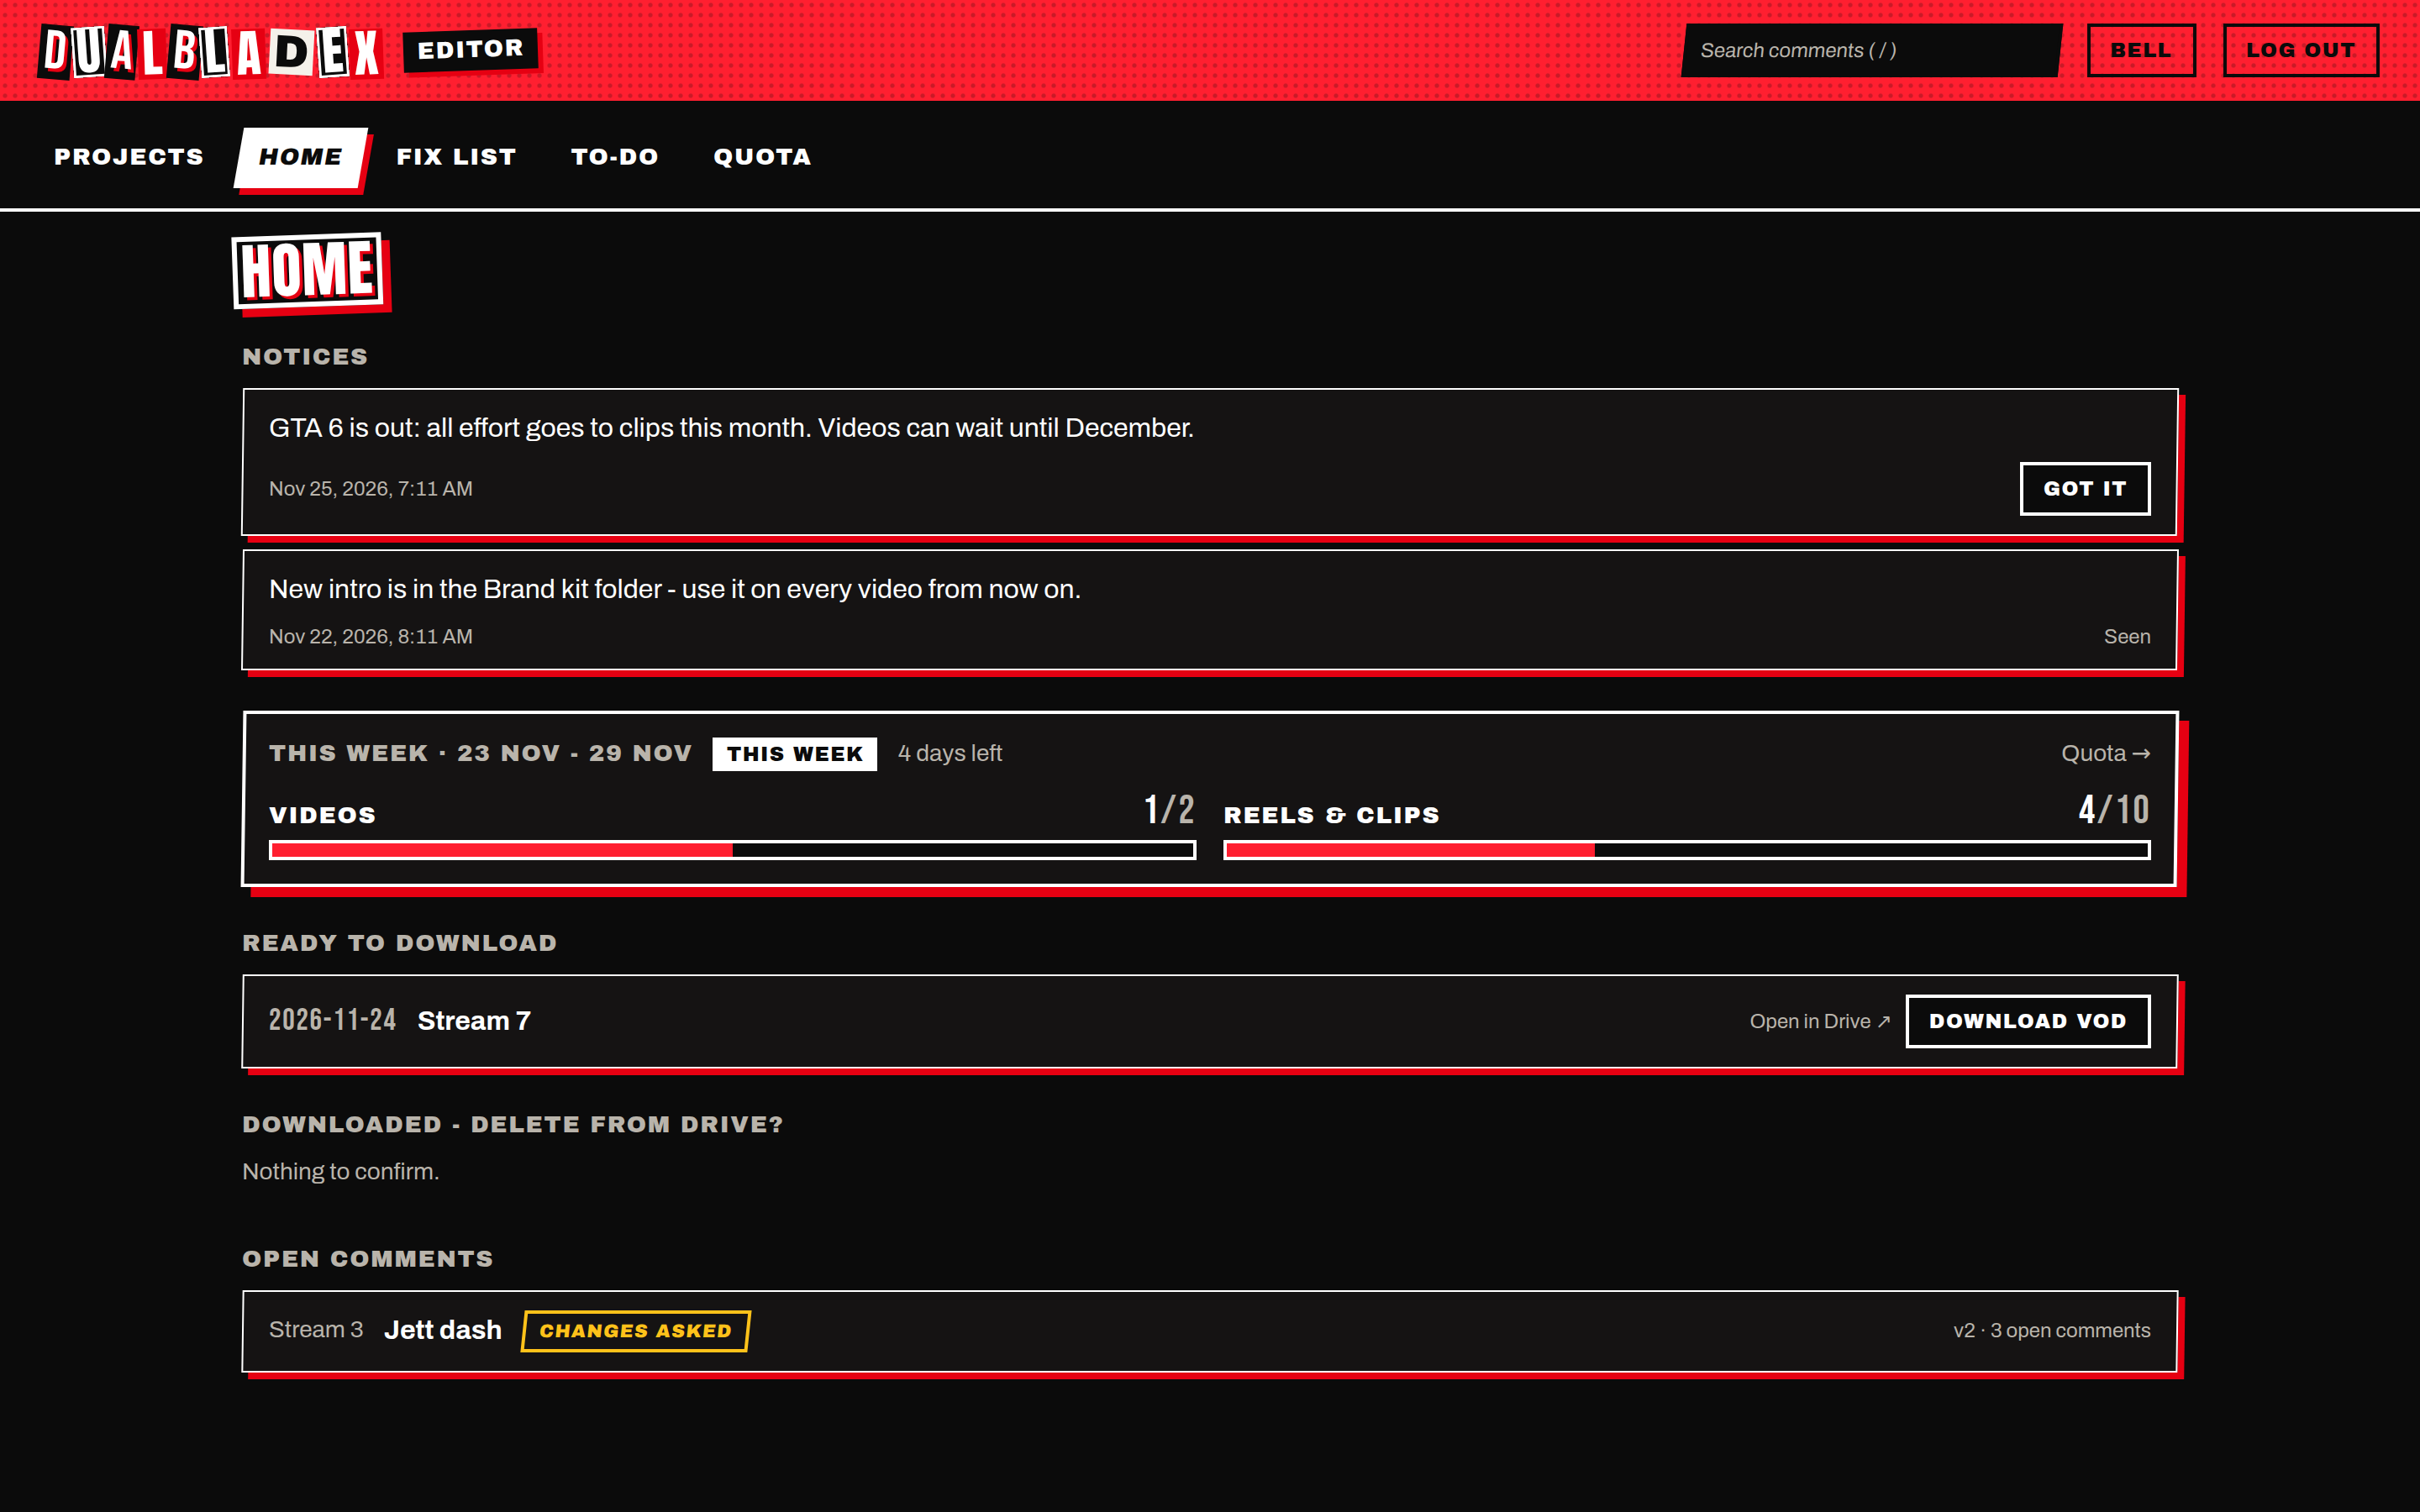 DUALBLADEX EDITOR Search comments ( / ) BELL LOG OUT
PROJECTS HOME FIX LIST TO-DO QUOTA
HOME
NOTICES
GTA 6 is out: all effort goes to clips this month. Videos can wait until December.
Nov 25, 2026, 7:11 AM GOT IT
New intro is in the Brand kit folder - use it on every video from now on.
Nov 22, 2026, 8:11 AM Seen
THIS WEEK · 23 NOV - 29 NOV THIS WEEK 4 days left Quota →
VIDEOS 1/2 REELS & CLIPS 4/10
READY TO DOWNLOAD
2026-11-24 Stream 7 Open in Drive ↗ DOWNLOAD VOD
DOWNLOADED - DELETE FROM DRIVE?
Nothing to confirm.
OPEN COMMENTS
Stream 3 Jett dash CHANGES ASKED v2 · 3 open comments